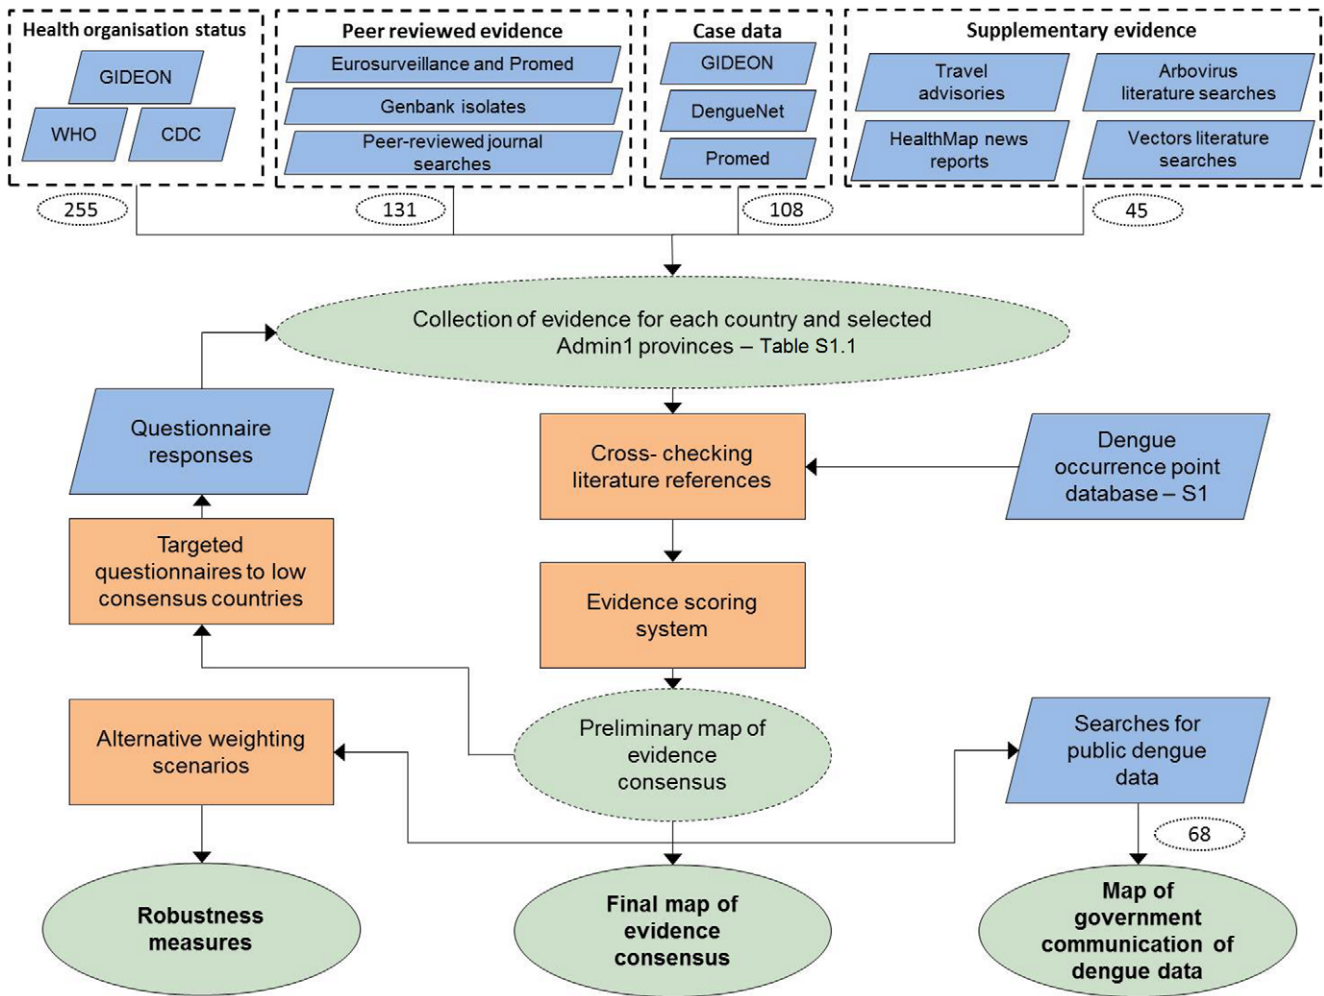 Health organisation status
GIDEON
WHO
CDC
Peer reviewed evidence
Eurosurveillance and Promed
Genbank isolates
Peer-reviewed journal
searches
Case data
GIDEON
DengueNet
Promed
Supplementary evidence
Travel
advisories
Arbovirus
literature searches
HealthMap news
reports
Vectors literature
searches
255
131
108
45
Collection of evidence for each country and selected
Admin1 provinces – Table S1.1
Questionnaire
responses
Cross- checking
literature references
Dengue
occurrence point
database – S1
Targeted
questionnaires to low
consensus countries
Evidence scoring
system
Alternative weighting
scenarios
Preliminary map of
evidence
consensus
Searches for
public dengue
data
68
Robustness
measures
Final map of
evidence
consensus
Map of
government
communication of
dengue data